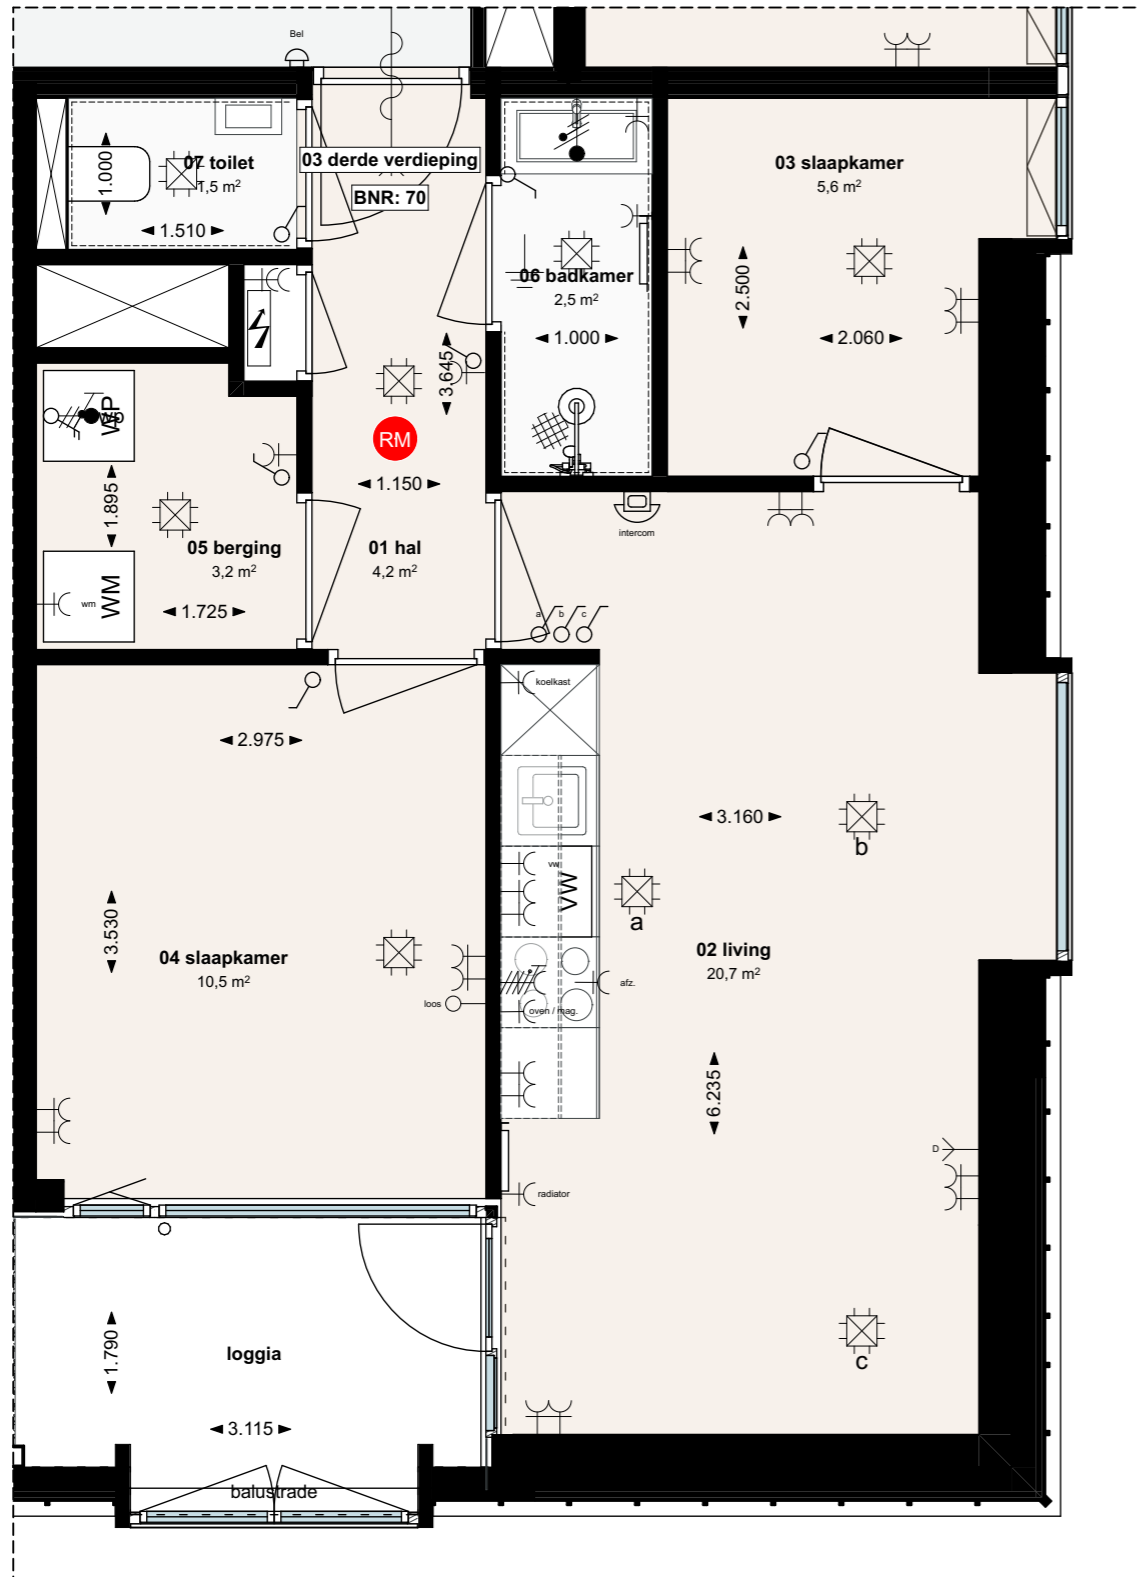 Bel
07 toilet
1,5 m²
1.000
1.510
03 derde verdieping
BNR: 70
03 slaapkamer
5,6 m²
2.500
2.060
06 badkamer
2,5 m²
1.000
3.645
RM
1.150
WP
1.895
05 berging
3,2 m²
WM
wm
1.725
01 hal
4,2 m²
intercom
a b c
koelkast
2.975
3.160
b
vw
VW
a
3.530
04 slaapkamer
10,5 m²
02 living
20,7 m²
afz.
loos
oven / mag.
6.235
D
radiator
1.790
loggia
c
3.115
balustrade